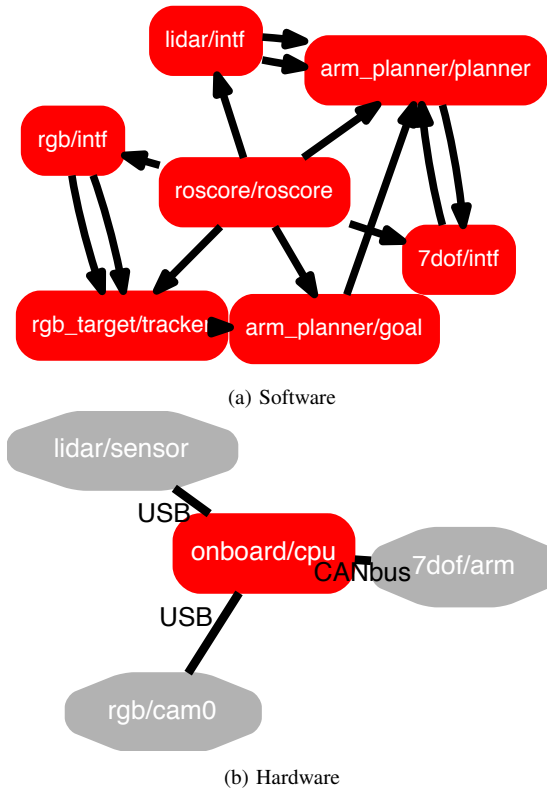 lidar/intf
arm_planner/planner
rgb/intf
roscore/roscore
7dof/intf
rgb_target/tracker
arm_planner/goal
(a) Software
lidar/sensor
USB
onboard/cpu
CANbus
7dof/arm
USB
rgb/cam0
(b) Hardware